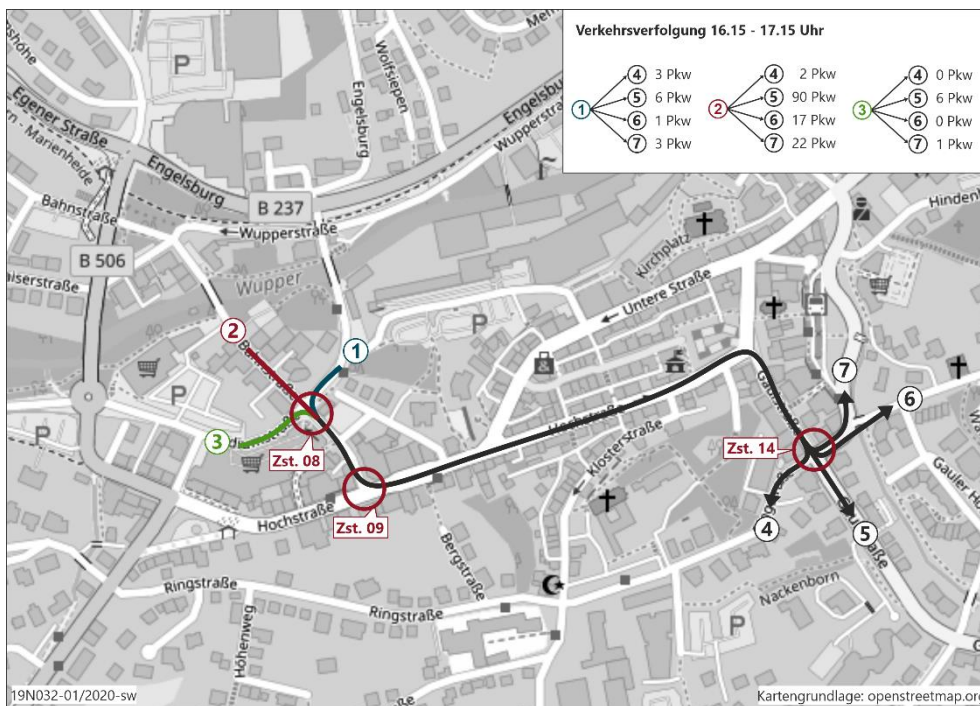 Verkehrsverfolgung 16.15 - 17.15 Uhr
1
4 3 Pkw
5 6 Pkw
6 1 Pkw
7 3 Pkw
2
4 2 Pkw
5 90 Pkw
6 17 Pkw
7 22 Pkw
3
4 0 Pkw
5 6 Pkw
6 0 Pkw
7 1 Pkw
P
Wolfsiepen
Engelsburg
Egener Straße
Engelsburg
B 237
Wupperstraße
Bahnstraße
Wupperstraße
B 506
Wupper
Kirchplatz
Untere Straße
P
2
1
P
P
7
6
3
Zst. 08
Hochstraße
Klosterstraße
Zst. 14
Zst. 09
Hochstraße
Bergstraße
4
5
Ringstraße
Ringstraße
Höhenweg
Nackenborn
P
19N032-01/2020-sw
Kartengrundlage: openstreetmap.org